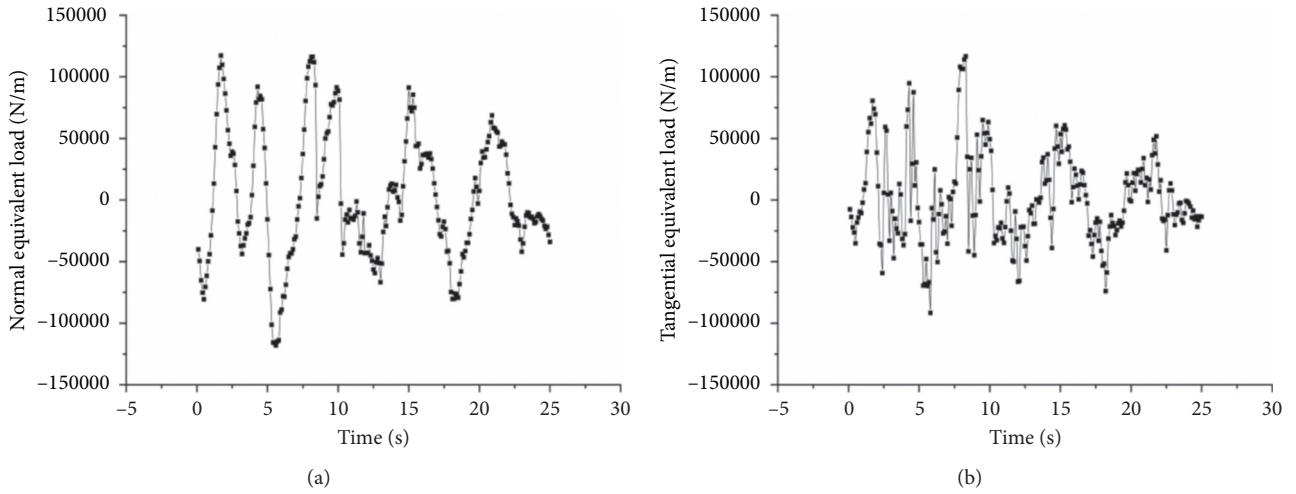 150000
100000
50000
0
–50000
–100000
–150000
Normal equivalent load (N/m)
–5 0 5 10 15 20 25 30
Time (s)
(a)
150000
100000
50000
0
–50000
–100000
–150000
Tangential equivalent load (N/m)
–5 0 5 10 15 20 25 30
Time (s)
(b)